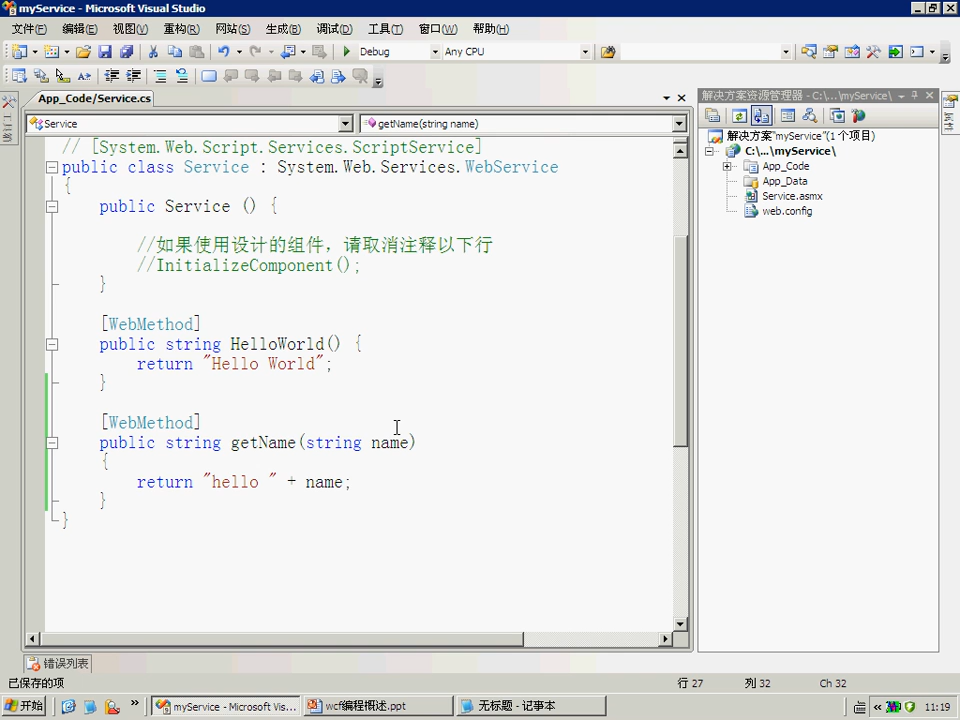 myService - Microsoft Visual Studio
文件(F) 编辑(E) 视图(V) 重构(R) 网站(S) 生成(B) 调试(D) 工具(T) 窗口(W) 帮助(H)
Debug Any CPU
App_Code/Service.cs
Service getName(string name)
// [System.Web.Script.Services.ScriptService]
public class Service : System.Web.Services.WebService
{
public Service () {
//如果使用设计的组件，请取消注释以下行
//InitializeComponent();
}
[WebMethod]
public string HelloWorld() {
return "Hello World";
}
[WebMethod]
public string getName(string name)
{
return "hello " + name;
}
}
工具箱
解决方案资源管理器 - C:\...\myService\
解决方案"myService"(1 个项目)
C:\...\myService\
App_Code
App_Data
Service.asmx
web.config
属性
错误列表
已保存的项 行 27 列 32 Ch 32
开始 myService - Microsoft Vis... wcf编程概述.ppt 无标题 - 记事本 11:19